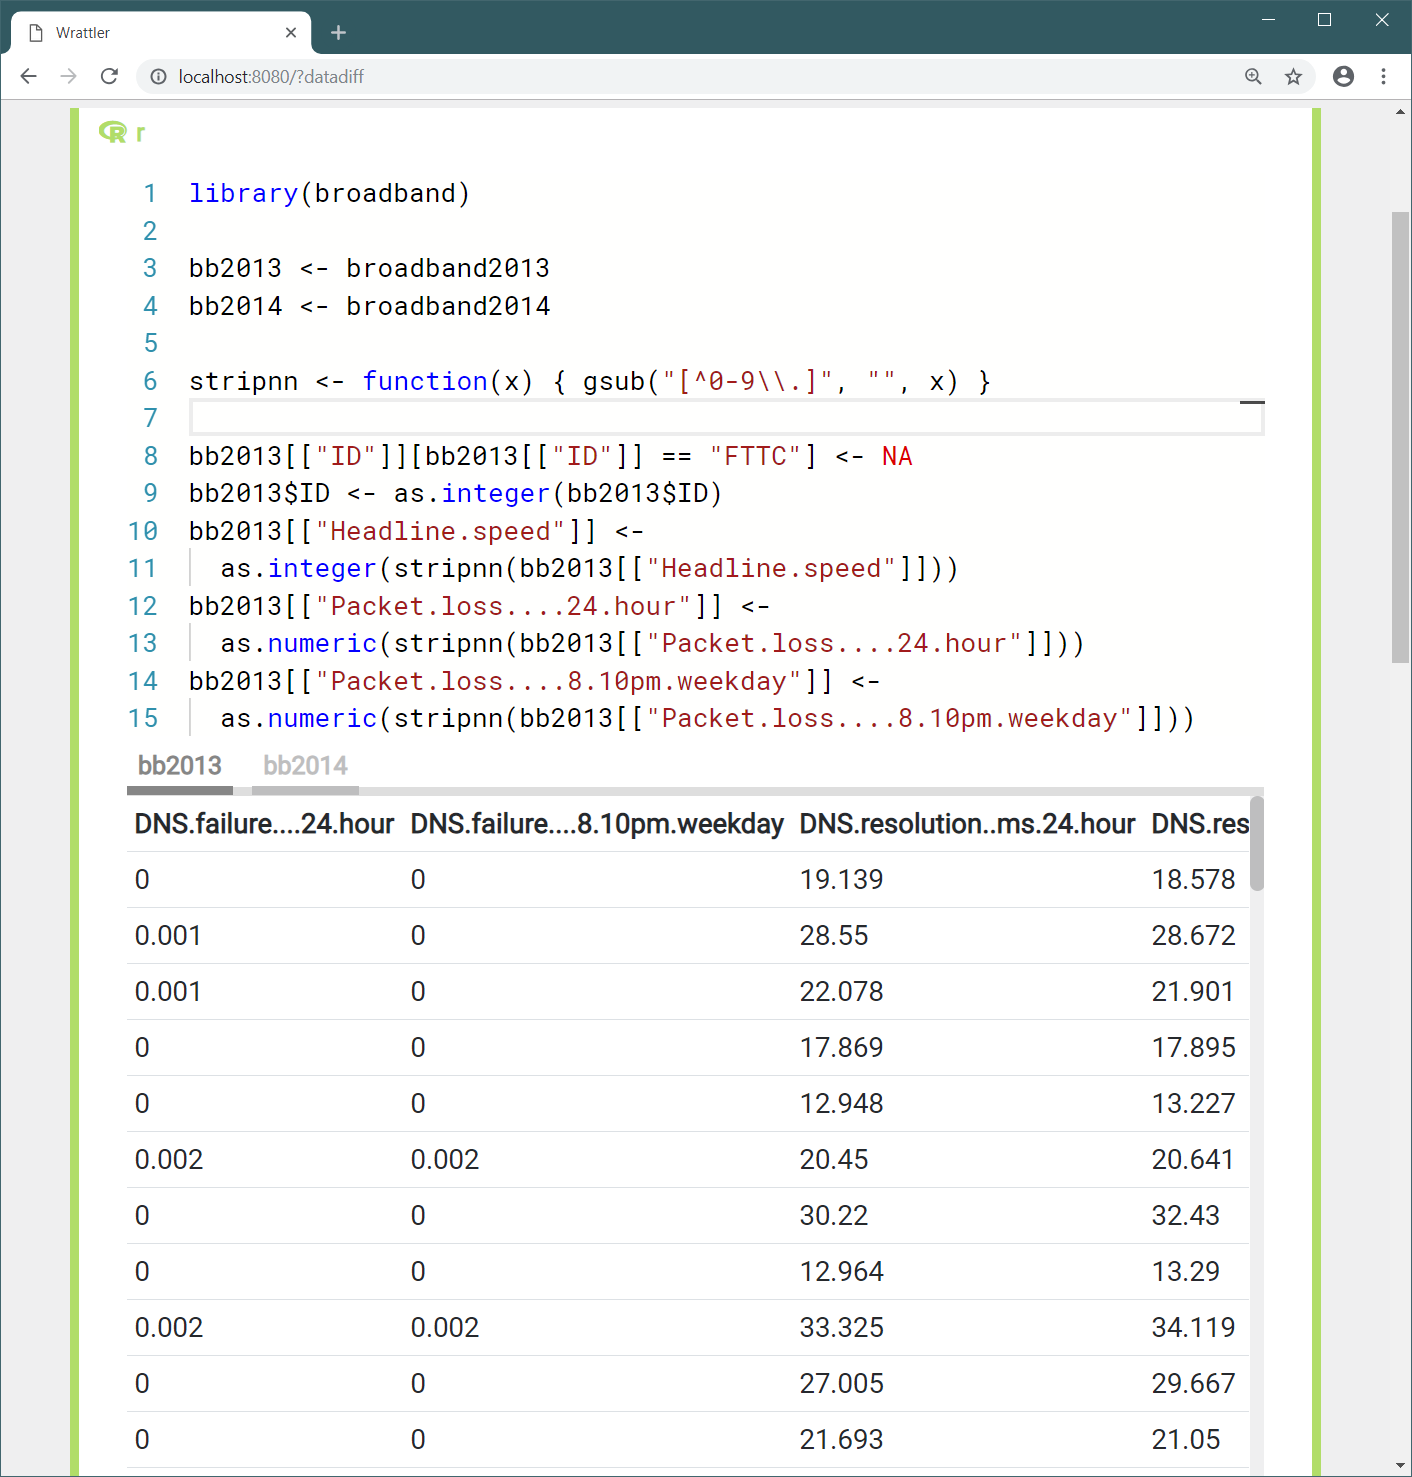 Wrattler
localhost:8080/?datadiff
R r
1 library(broadband)
2
3 bb2013 <- broadband2013
4 bb2014 <- broadband2014
5
6 stripnn <- function(x) { gsub("[^0-9\\.]", "", x) }
7
8 bb2013[["ID"]][bb2013[["ID"]] == "FTTC"] <- NA
9 bb2013$ID <- as.integer(bb2013$ID)
10 bb2013[["Headline.speed"]] <-
11 as.integer(stripnn(bb2013[["Headline.speed"]]))
12 bb2013[["Packet.loss....24.hour"]] <-
13 as.numeric(stripnn(bb2013[["Packet.loss....24.hour"]]))
14 bb2013[["Packet.loss....8.10pm.weekday"]] <-
15 as.numeric(stripnn(bb2013[["Packet.loss....8.10pm.weekday"]]))
bb2013 bb2014
DNS.failure....24.hour DNS.failure....8.10pm.weekday DNS.resolution..ms.24.hour DNS.res
0 0 19.139 18.578
0.001 0 28.55 28.672
0.001 0 22.078 21.901
0 0 17.869 17.895
0 0 12.948 13.227
0.002 0.002 20.45 20.641
0 0 30.22 32.43
0 0 12.964 13.29
0.002 0.002 33.325 34.119
0 0 27.005 29.667
0 0 21.693 21.05